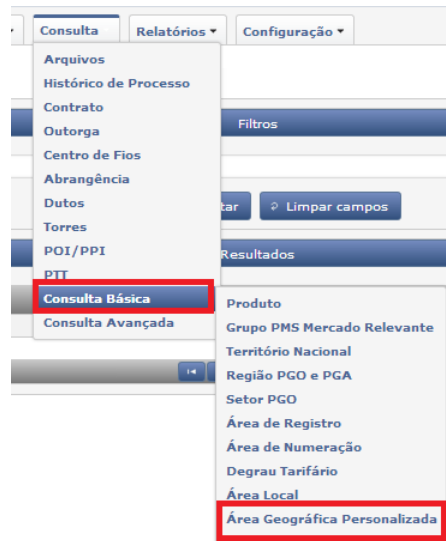 Consulta Relatórios Configuração
Arquivos
Histórico de Processo
Contrato
Outorga
Filtros
Centro de Fios
Abrangência
Dutos
tar Limpar campos
Torres
POI/PPI
Resultados
PTT
Consulta Básica
Produto
Consulta Avançada
Grupo PMS Mercado Relevante
Território Nacional
Região PGO e PGA
Setor PGO
Área de Registro
Área de Numeração
Degrau Tarifário
Área Local
Área Geográfica Personalizada